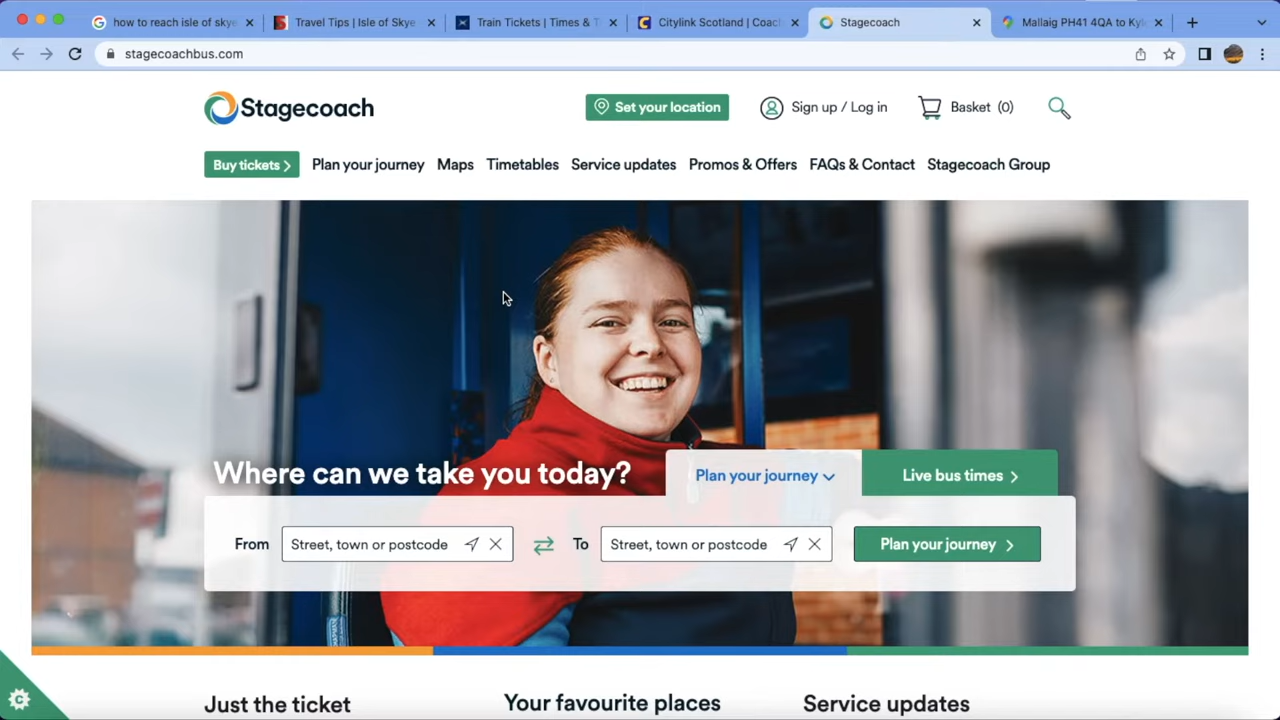 how to reach isle of skye
Travel Tips | Isle of Skye
Train Tickets | Times & T
Citylink Scotland | Coac
Stagecoach
Mallaig PH41 4QA to Kyl
stagecoachbus.com
Stagecoach
Set your location
Sign up / Log in
Basket (0)
Buy tickets
Plan your journey
Maps
Timetables
Service updates
Promos & Offers
FAQs & Contact
Stagecoach Group
Where can we take you today?
Plan your journey
Live bus times
From
Street, town or postcode
To
Street, town or postcode
Plan your journey
Just the ticket
Your favourite places
Service updates